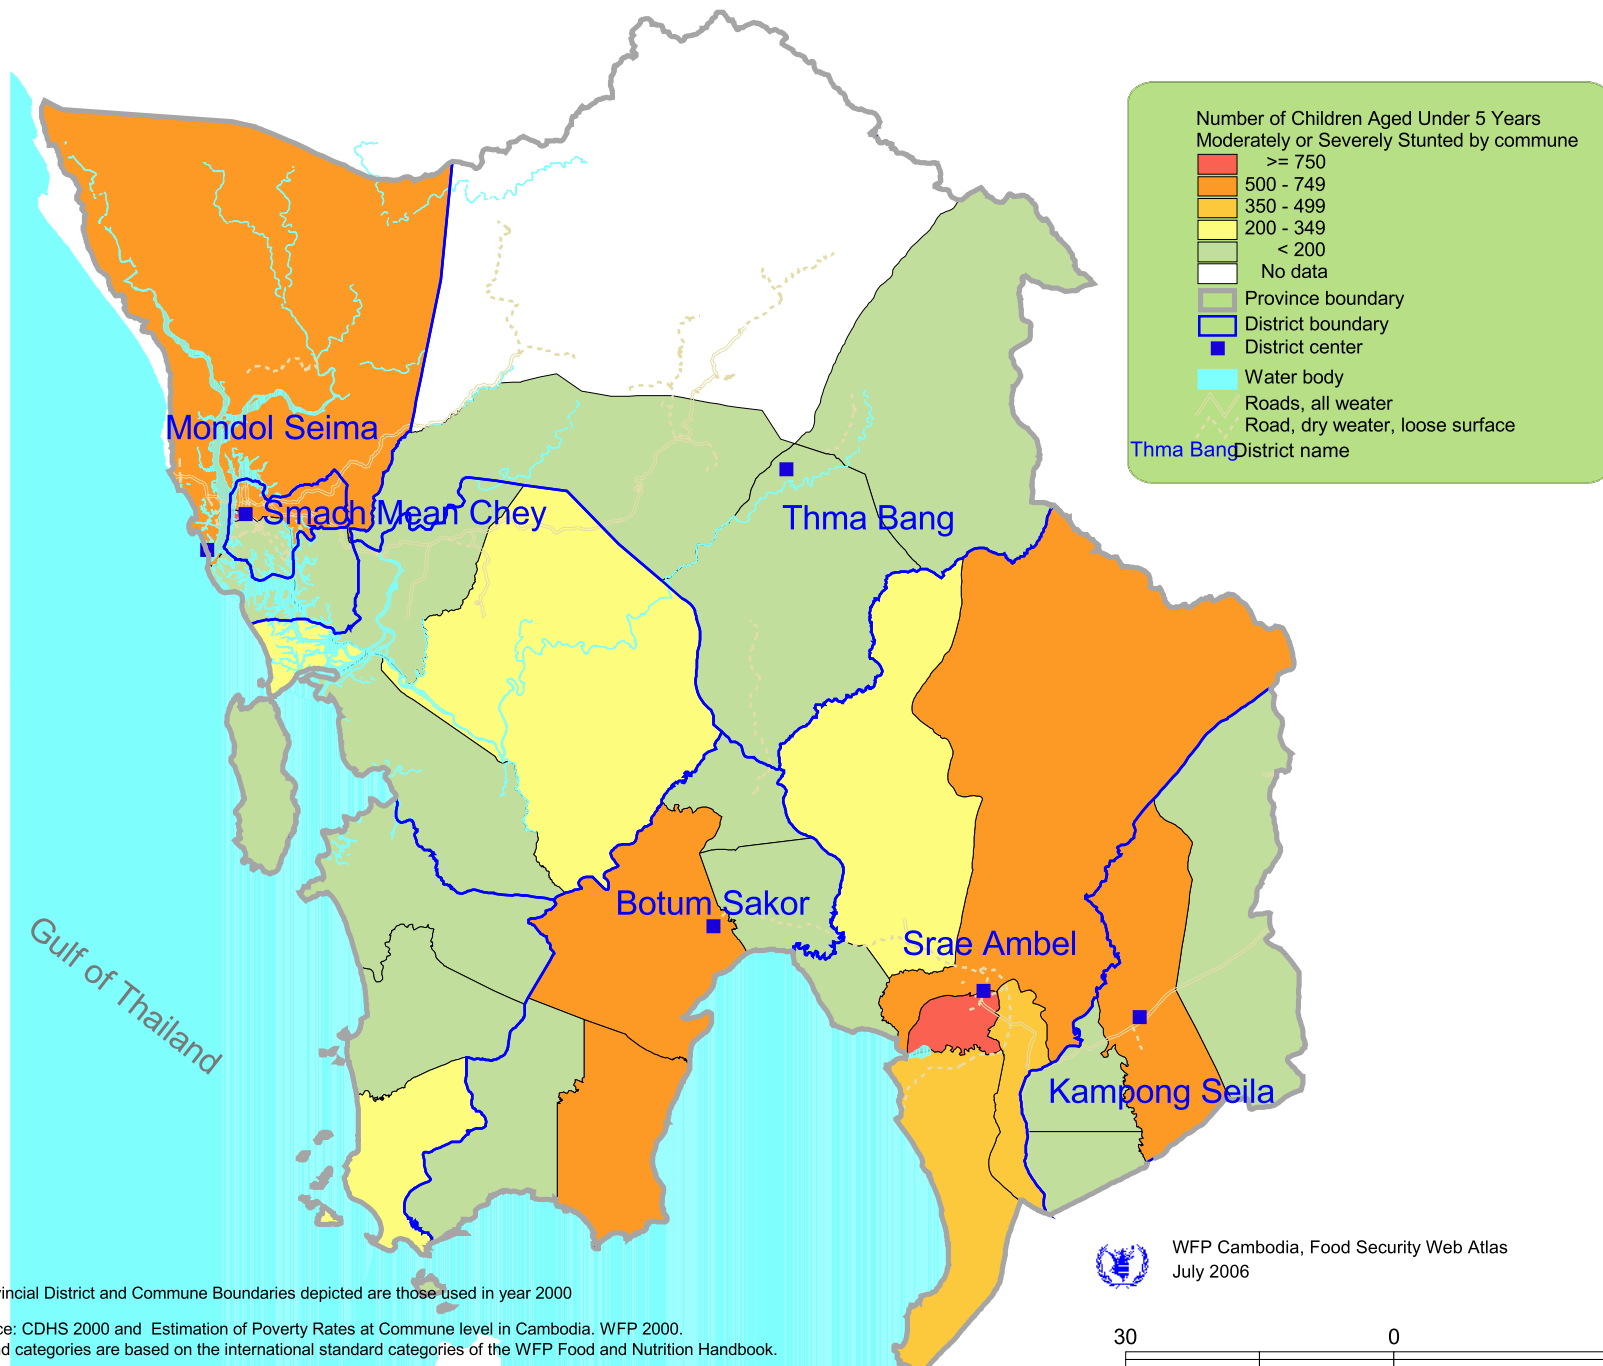 Number of Children Aged Under 5 Years
Moderately or Severely Stunted by commune
>= 750
500 - 749
350 - 499
200 - 349
< 200
No data
Province boundary
District boundary
District center
Water body
Roads, all weater
Road, dry weater, loose surface
Thma Bang District name
Mondol Seima
Smach Mean Chey
Thma Bang
Botum Sakor
Srae Ambel
Gulf of Thailand
Kampong Seila
WFP Cambodia, Food Security Web Atlas
July 2006
vincial District and Commune Boundaries depicted are those used in year 2000
ce: CDHS 2000 and Estimation of Poverty Rates at Commune level in Cambodia. WFP 2000.
d categories are based on the international standard categories of the WFP Food and Nutrition Handbook.
30 0